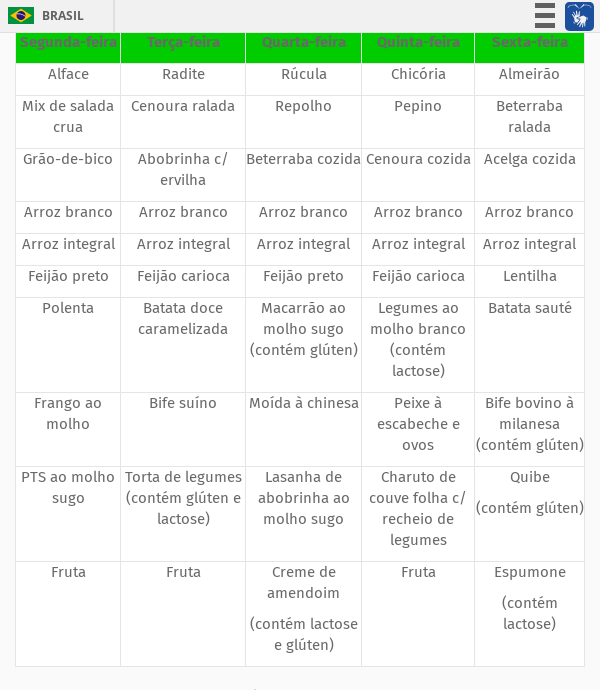 BRASIL
Segunda-feira Terça-feira Quarta-feira Quinta-feira Sexta-feira
Alface Radite Rúcula Chicória Almeirão
Mix de salada Cenoura ralada Repolho Pepino Beterraba
crua ralada
Grão-de-bico Abobrinha c/ Beterraba cozida Cenoura cozida Acelga cozida
ervilha
Arroz branco Arroz branco Arroz branco Arroz branco Arroz branco
Arroz integral Arroz integral Arroz integral Arroz integral Arroz integral
Feijão preto Feijão carioca Feijão preto Feijão carioca Lentilha
Polenta Batata doce Macarrão ao Legumes ao Batata sauté
caramelizada molho sugo molho branco
(contém glúten) (contém
lactose)
Frango ao Bife suíno Moída à chinesa Peixe à Bife bovino à
molho escabeche e milanesa
ovos (contém glúten)
PTS ao molho Torta de legumes Lasanha de Charuto de Quibe
sugo (contém glúten e abobrinha ao couve folha c/
lactose) molho sugo recheio de (contém glúten)
legumes
Fruta Fruta Creme de Fruta Espumone
amendoim
(contém lactose (contém
e glúten) lactose)